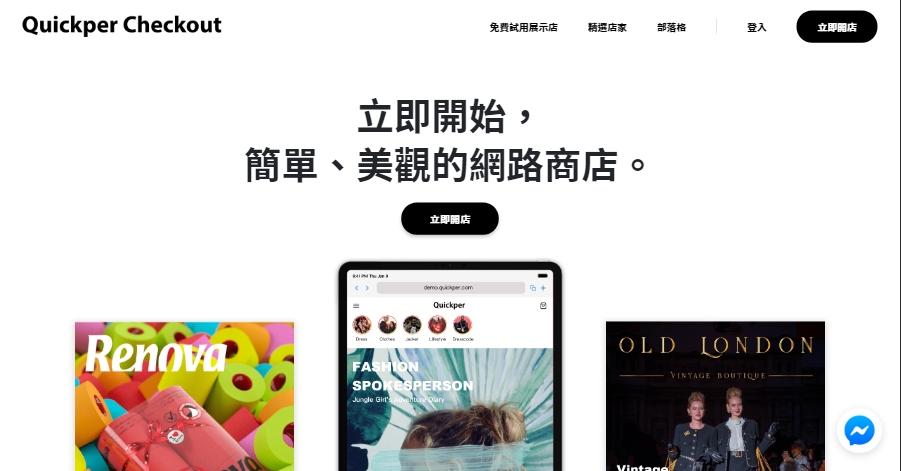 Quickper Checkout
免費試用展示店
精選店家
部落格
登入
立即開店
立即開始，
簡單、美觀的網路商店。
立即開店
9:41 PM Thu Jan 9
demo.quickper.com
Quickper
Dress
Clothes
Jacket
Lifestyle
Dresscode
FASHION
SPOKESPERSON
Jungle Girl's Adventure Diary
Renova
OLD LONDON
VINTAGE BOUTIQUE
Vintage